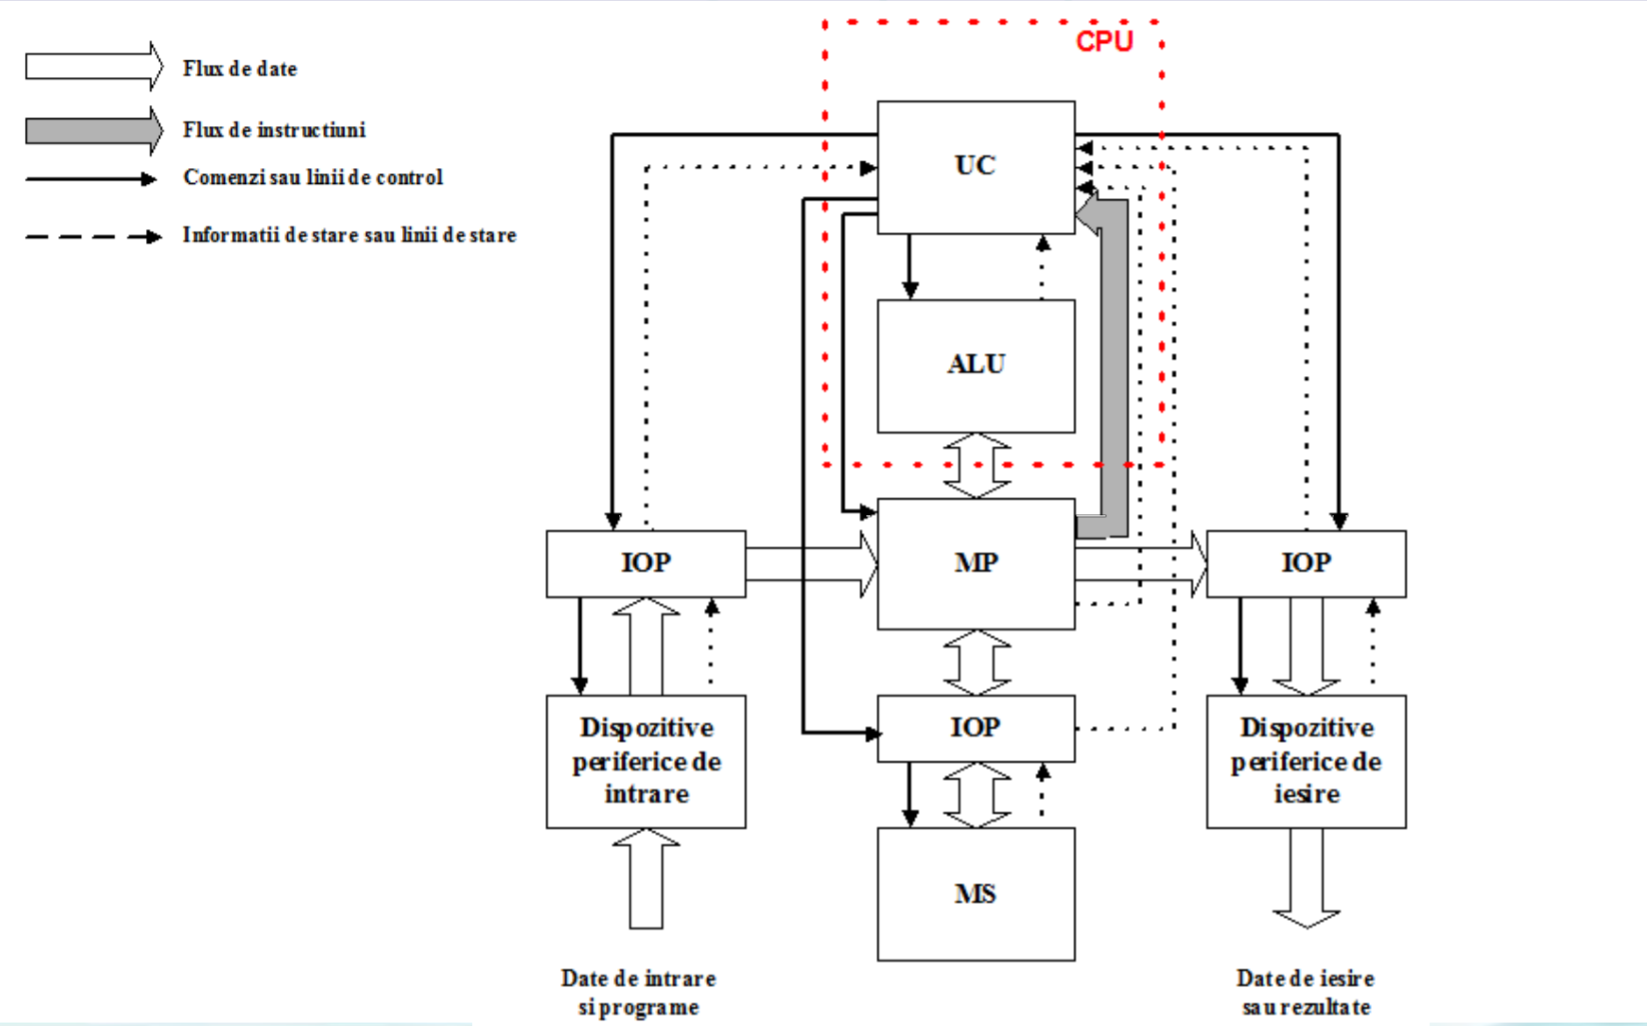 CPU
Flux de date
Flux de instructiuni
Comenzi sau linii de control
Informatii de stare sau linii de stare
UC
ALU
IOP
MP
IOP
Dispozitive
periferice de
intrare
IOP
Dispozitive
periferice de
iesire
MS
Date de intrare
si programe
Date de iesire
sau rezultate